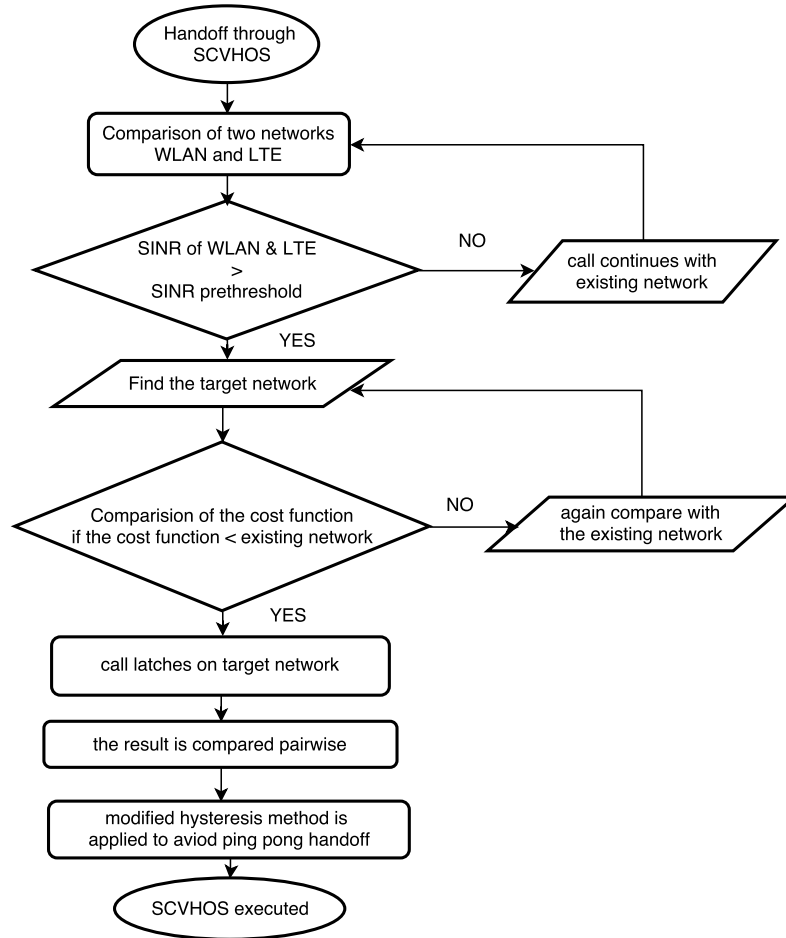 Handoff through
SCVHOS
Comparison of two networks
WLAN and LTE
SINR of WLAN & LTE
>
SINR prethreshold
NO
call continues with
existing network
YES
Find the target network
Comparision of the cost function
if the cost function < existing network
NO
again compare with
the existing network
YES
call latches on target network
the result is compared pairwise
modified hysteresis method is
applied to aviod ping pong handoff
SCVHOS executed